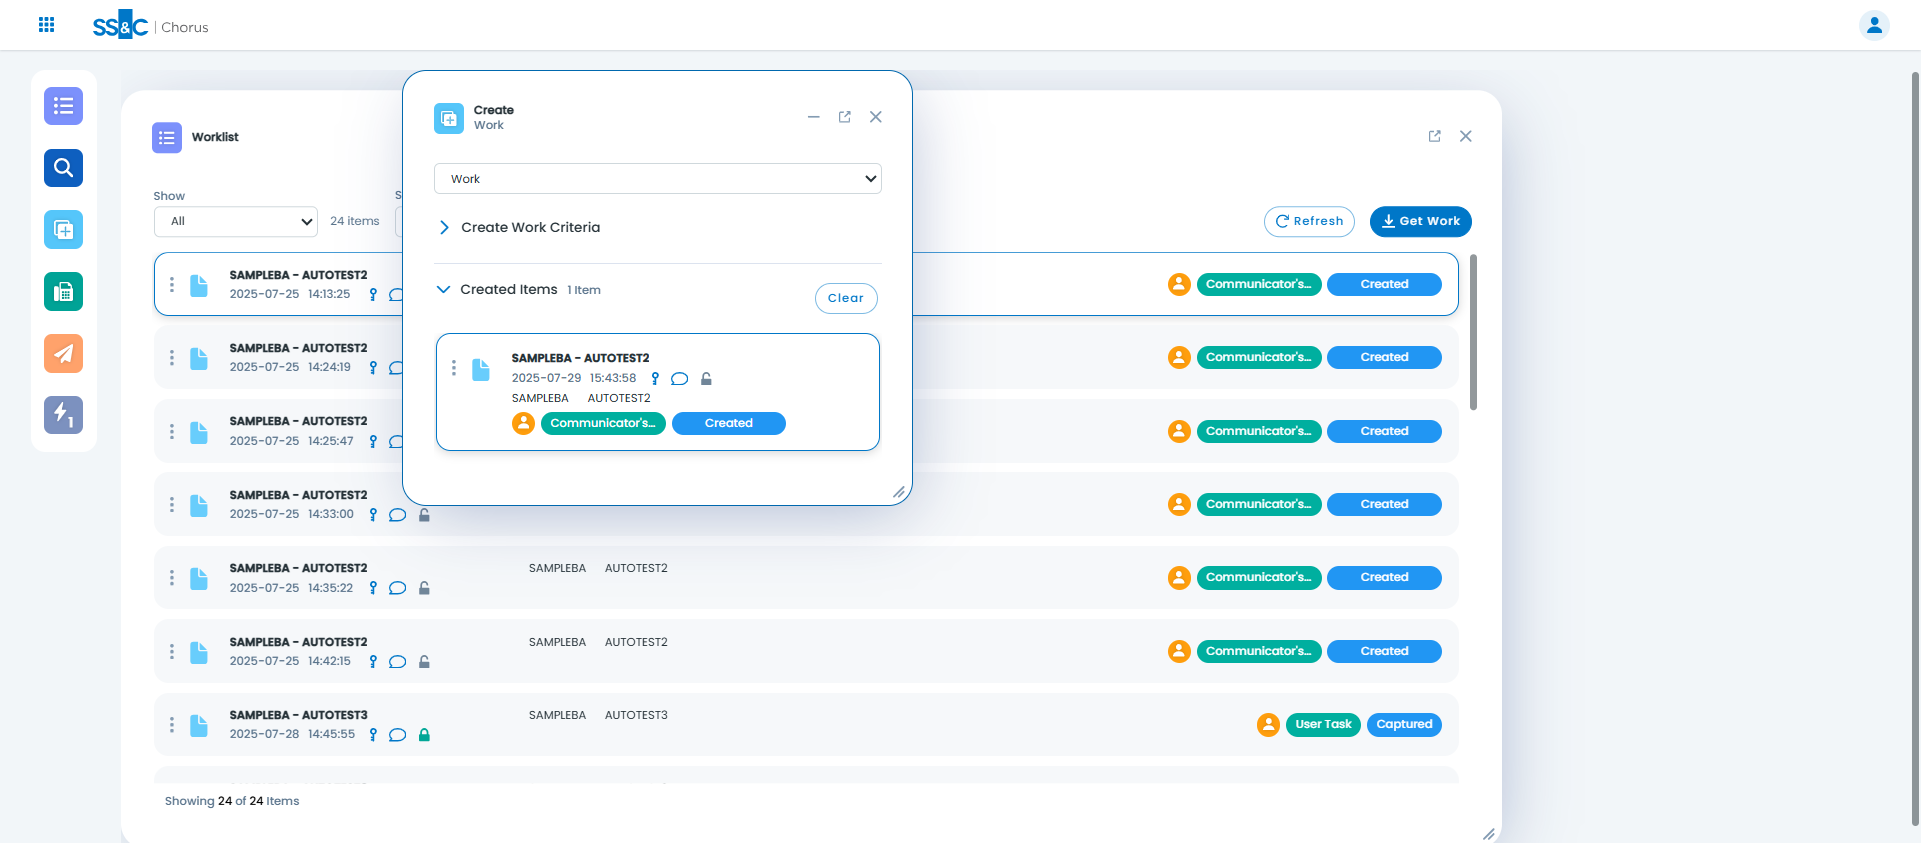 SS&C | Chorus
Create
Work
Worklist
Work
Show
S
All
24 items
Refresh
Get Work
Create Work Criteria
Created Items 1 Item
Clear
SAMPLEBA - AUTOTEST2
2025-07-29 15:43:58
SAMPLEBA AUTOTEST2
Communicator's... Created
SAMPLEBA - AUTOTEST2
2025-07-25 14:13:25
Communicator's... Created
SAMPLEBA - AUTOTEST2
2025-07-25 14:24:19
Communicator's... Created
SAMPLEBA - AUTOTEST2
2025-07-25 14:25:47
Communicator's... Created
SAMPLEBA - AUTOTEST2
2025-07-25 14:33:00
Communicator's... Created
SAMPLEBA - AUTOTEST2 SAMPLEBA AUTOTEST2
2025-07-25 14:35:22
Communicator's... Created
SAMPLEBA - AUTOTEST2 SAMPLEBA AUTOTEST2
2025-07-25 14:42:15
Communicator's... Created
SAMPLEBA - AUTOTEST3 SAMPLEBA AUTOTEST3
2025-07-28 14:45:55
User Task Captured
1
Showing 24 of 24 Items